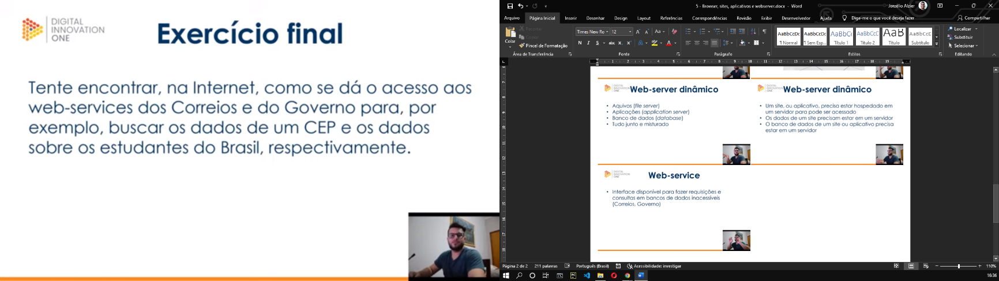 DIGITAL
INNOVATION
ONE
Exercício final
Tente encontrar, na Internet, como se dá o acesso aos
web-services dos Correios e do Governo para, por
exemplo, buscar os dados de um CEP e os dados
sobre os estudantes do Brasil, respectivamente.
5 - Browser, sites, aplicativos e webserver.docx - Word
Jorzélio Alzier
Arquivo Página Inicial Inserir Desenhar Design Layout Referências Correspondências Revisão Exibir Desenvolvedor Ajuda Diga-me o que você deseja fazer Compartilhar
Colar
Recortar
Copiar
Pincel de Formatação
Área de Transferência
Times New Ro 12
N I S abc x₂ x²
Fonte
Parágrafo
AaBbCcDc AaBbCcDc AaBbCc AaBbCcC AaB AaBbCcC
¶ Normal ¶ Sem Esp... Título 1 Título 2 Título Subtítulo
Estilos
Localizar
Substituir
Selecionar
Editando
DIGITAL
INNOVATION
ONE
Web-server dinâmico
• Aquivos (file server)
• Aplicações (application server)
• Banco de dados (database)
• Tudo junto e misturado
DIGITAL
INNOVATION
ONE
Web-server dinâmico
• Um site, ou aplicativo, precisa estar hospedado em
um servidor para pode ser acessado
• Os dados de um site precisam estar em um servidor
• O banco de dados de um site ou aplicativo precisa
estar em um servidor
DIGITAL
INNOVATION
ONE
Web-service
• Interface disponível para fazer requisições e
consultas em bancos de dados inacessíveis
(Correios, Governo)
Página 2 de 2 211 palavras Português (Brasil) Acessibilidade: investigar 110%
16:36